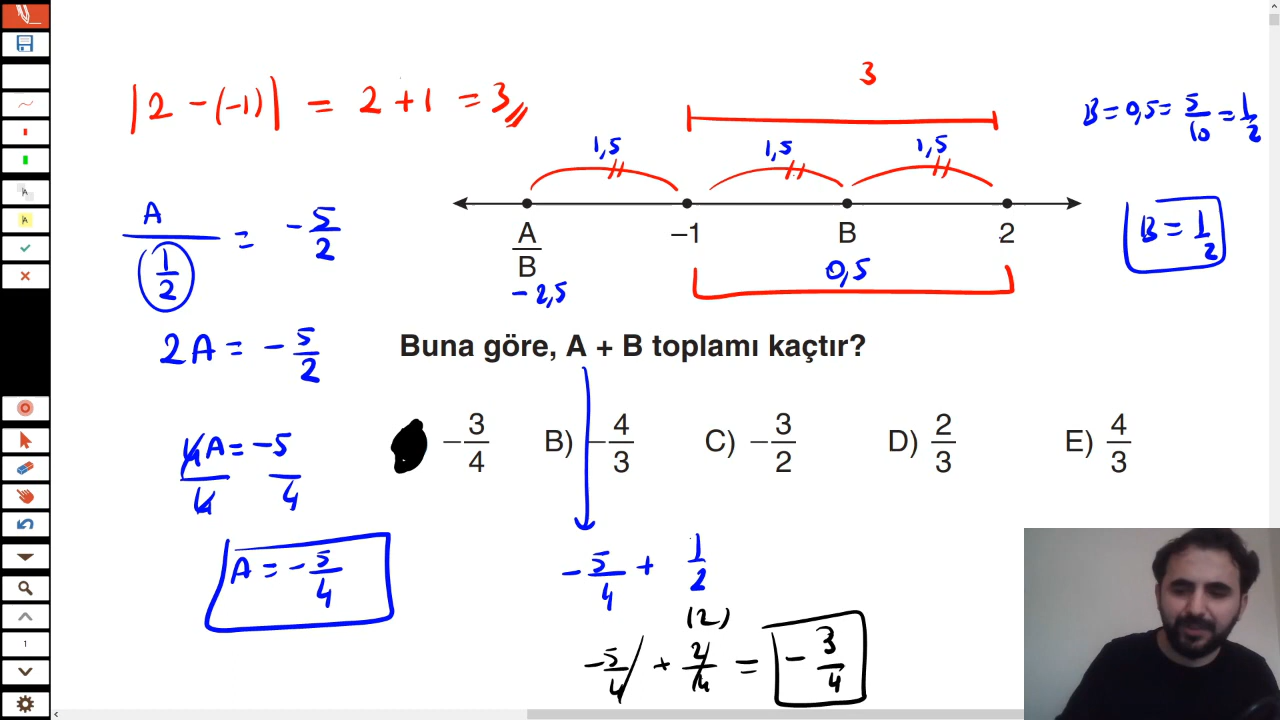 |2 - (-1)| = 2 + 1 = 3
3
B = 0,5 = 5/10 = 1/2
1,5 1,5 1,5
A/B -1 B 2
-2,5 0,5
B = 1/2
A/(1/2) = -5/2
2A = -5/2
4A/4 = -5/4
A = -5/4
Buna göre, A + B toplamı kaçtır?
-3/4 B) -4/3 C) -3/2 D) 2/3 E) 4/3
-5/4 + 1/2
(2)
-5/4 + 2/4 = -3/4
A
A
1